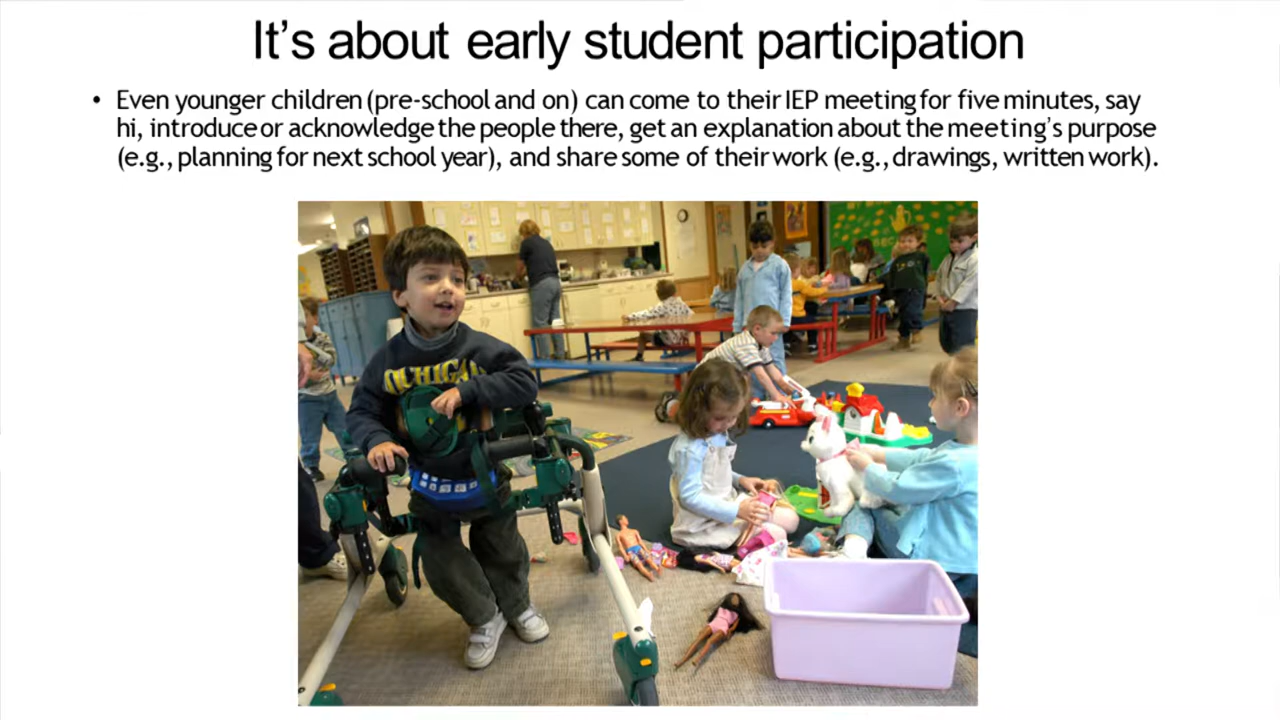 It’s about early student participation
• Even younger children (pre-school and on) can come to their IEP meeting for five minutes, say
hi, introduce or acknowledge the people there, get an explanation about the meeting’s purpose
(e.g., planning for next school year), and share some of their work (e.g., drawings, written work).